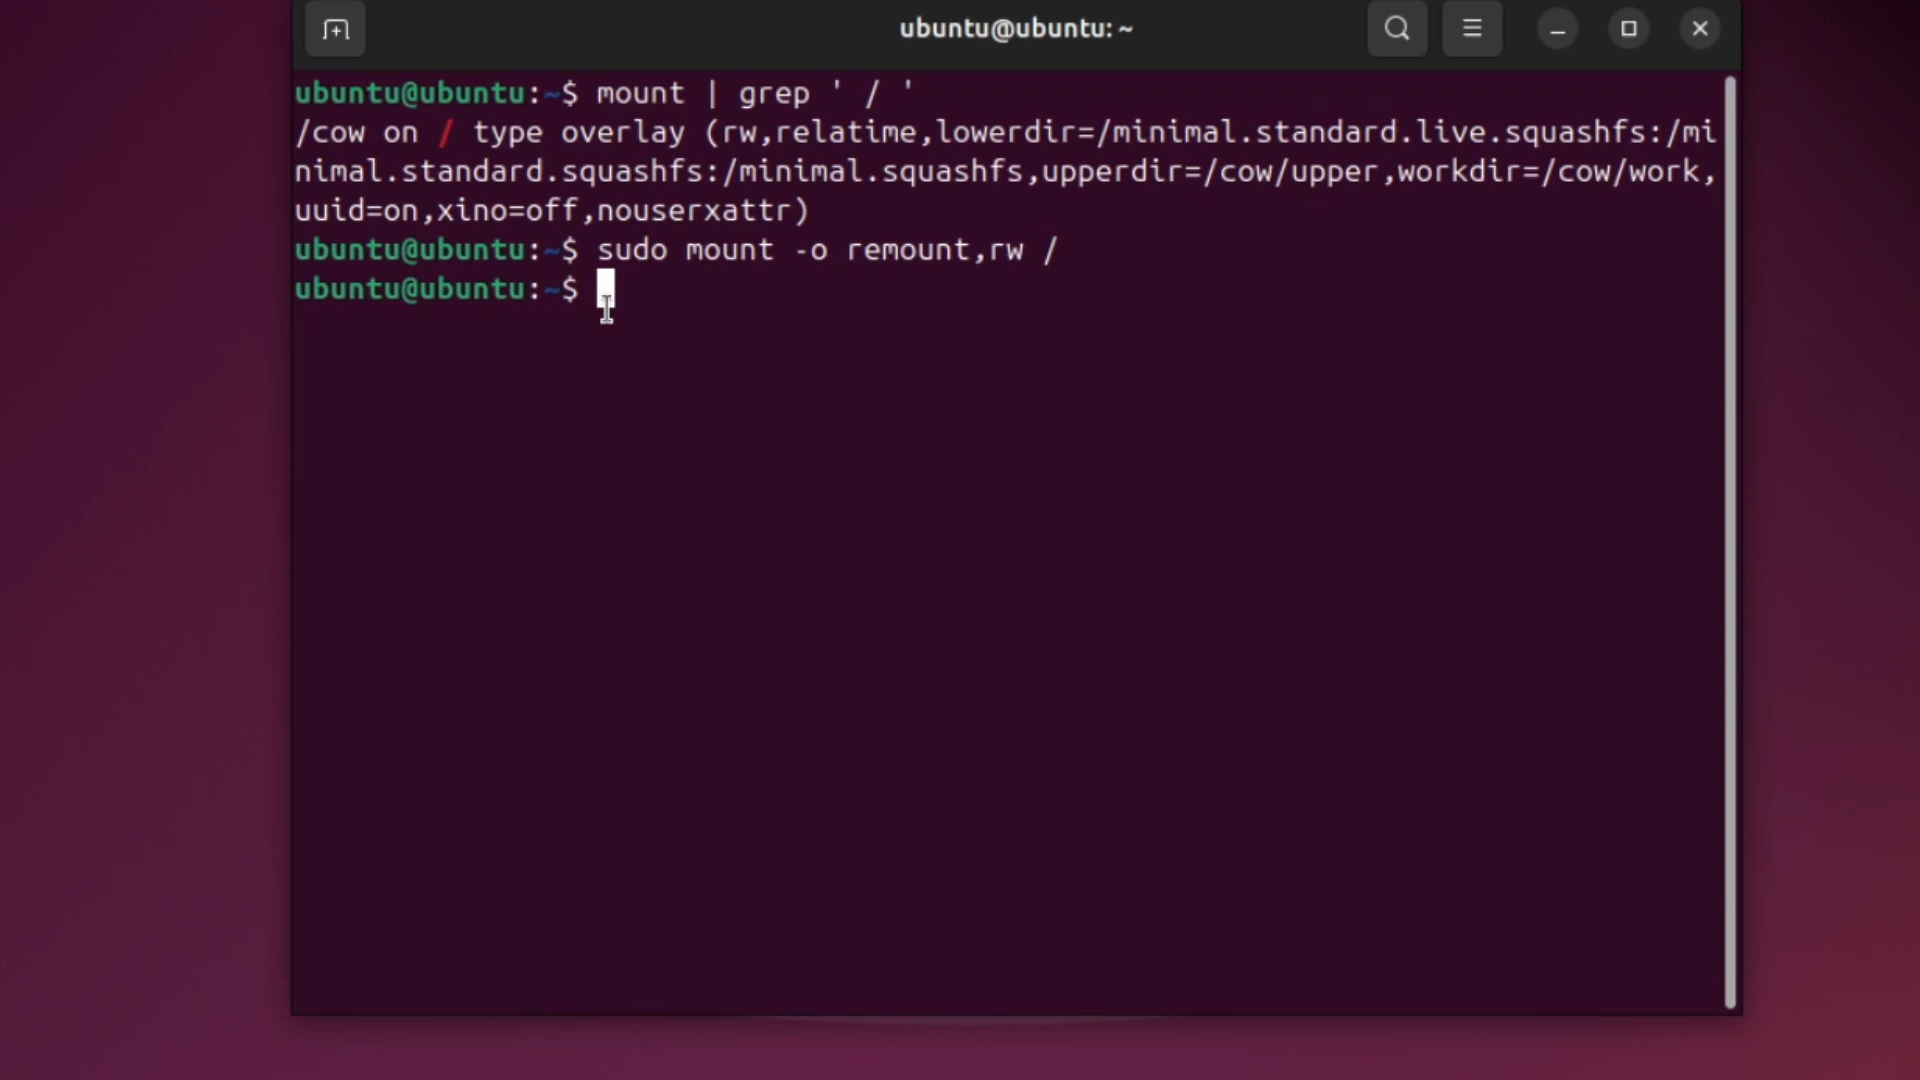 ubuntu@ubuntu: ~
ubuntu@ubuntu:~$ mount | grep ' / '
/cow on / type overlay (rw,relatime,lowerdir=/minimal.standard.live.squashfs:/mi
nimal.standard.squashfs:/minimal.squashfs,upperdir=/cow/upper,workdir=/cow/work,
uuid=on,xino=off,nouserxattr)
ubuntu@ubuntu:~$ sudo mount -o remount,rw /
ubuntu@ubuntu:~$